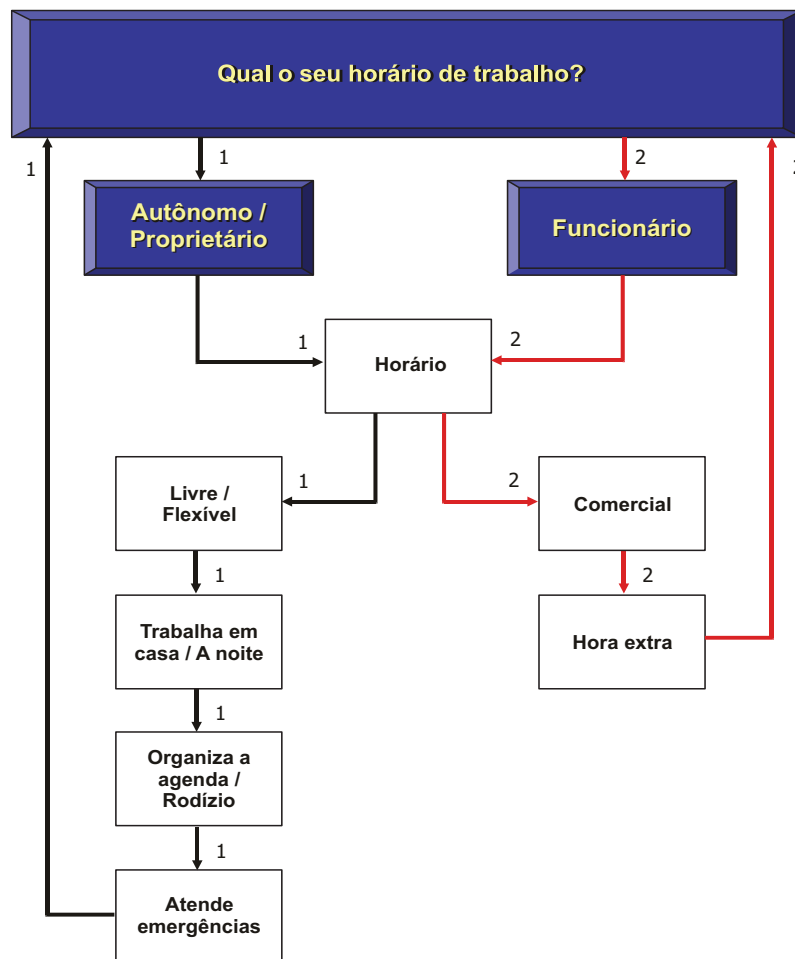 Qual o seu horário de trabalho?
1
1
2
2
Autônomo /
Proprietário
Funcionário
1
2
Horário
1
2
Livre /
Flexível
Comercial
1
2
Trabalha em
casa / A noite
Hora extra
1
Organiza a
agenda /
Rodízio
1
Atende
emergências